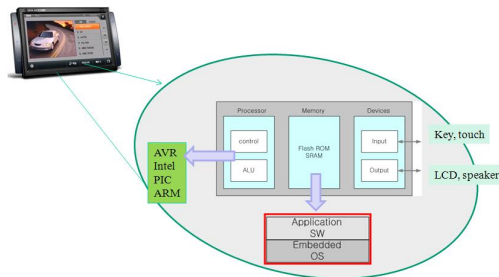 Processor
Memory
Devices
control
ALU
Flash ROM
SRAM
Input
Output
Key, touch
LCD, speaker
AVR
Intel
PIC
ARM
Application
SW
Embedded
OS